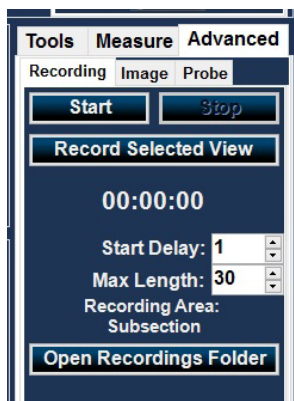 Tools Measure Advanced
Recording Image Probe
Start Stop
Record Selected View
00:00:00
Start Delay: 1
Max Length: 30
Recording Area:
Subsection
Open Recordings Folder